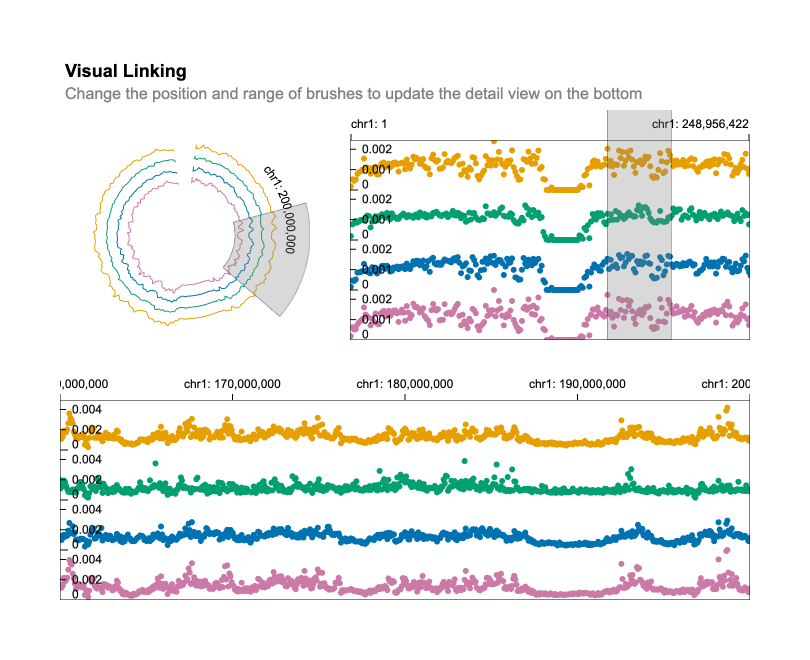 Visual Linking
Change the position and range of brushes to update the detail view on the bottom
chr1: 200,000,000
chr1: 1
chr1: 248,956,422
0.002
0.001
0
0.002
0.001
0
0.002
0.001
0
0.002
0.001
0
0,000,000
chr1: 170,000,000
chr1: 180,000,000
chr1: 190,000,000
chr1: 200
0.004
0.002
0
0.004
0.002
0
0.004
0.002
0
0.004
0.002
0